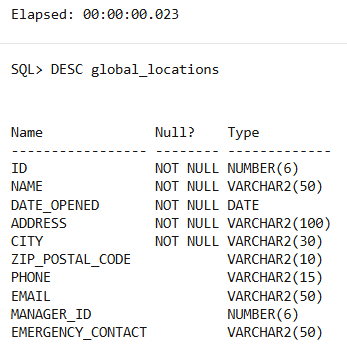 Elapsed: 00:00:00.023
SQL> DESC global_locations
Name              Null?    Type
----------------- -------- -------------
ID                NOT NULL NUMBER(6)
NAME              NOT NULL VARCHAR2(50)
DATE_OPENED       NOT NULL DATE
ADDRESS           NOT NULL VARCHAR2(100)
CITY              NOT NULL VARCHAR2(30)
ZIP_POSTAL_CODE            VARCHAR2(10)
PHONE                      VARCHAR2(15)
EMAIL                      VARCHAR2(50)
MANAGER_ID                 NUMBER(6)
EMERGENCY_CONTACT          VARCHAR2(50)